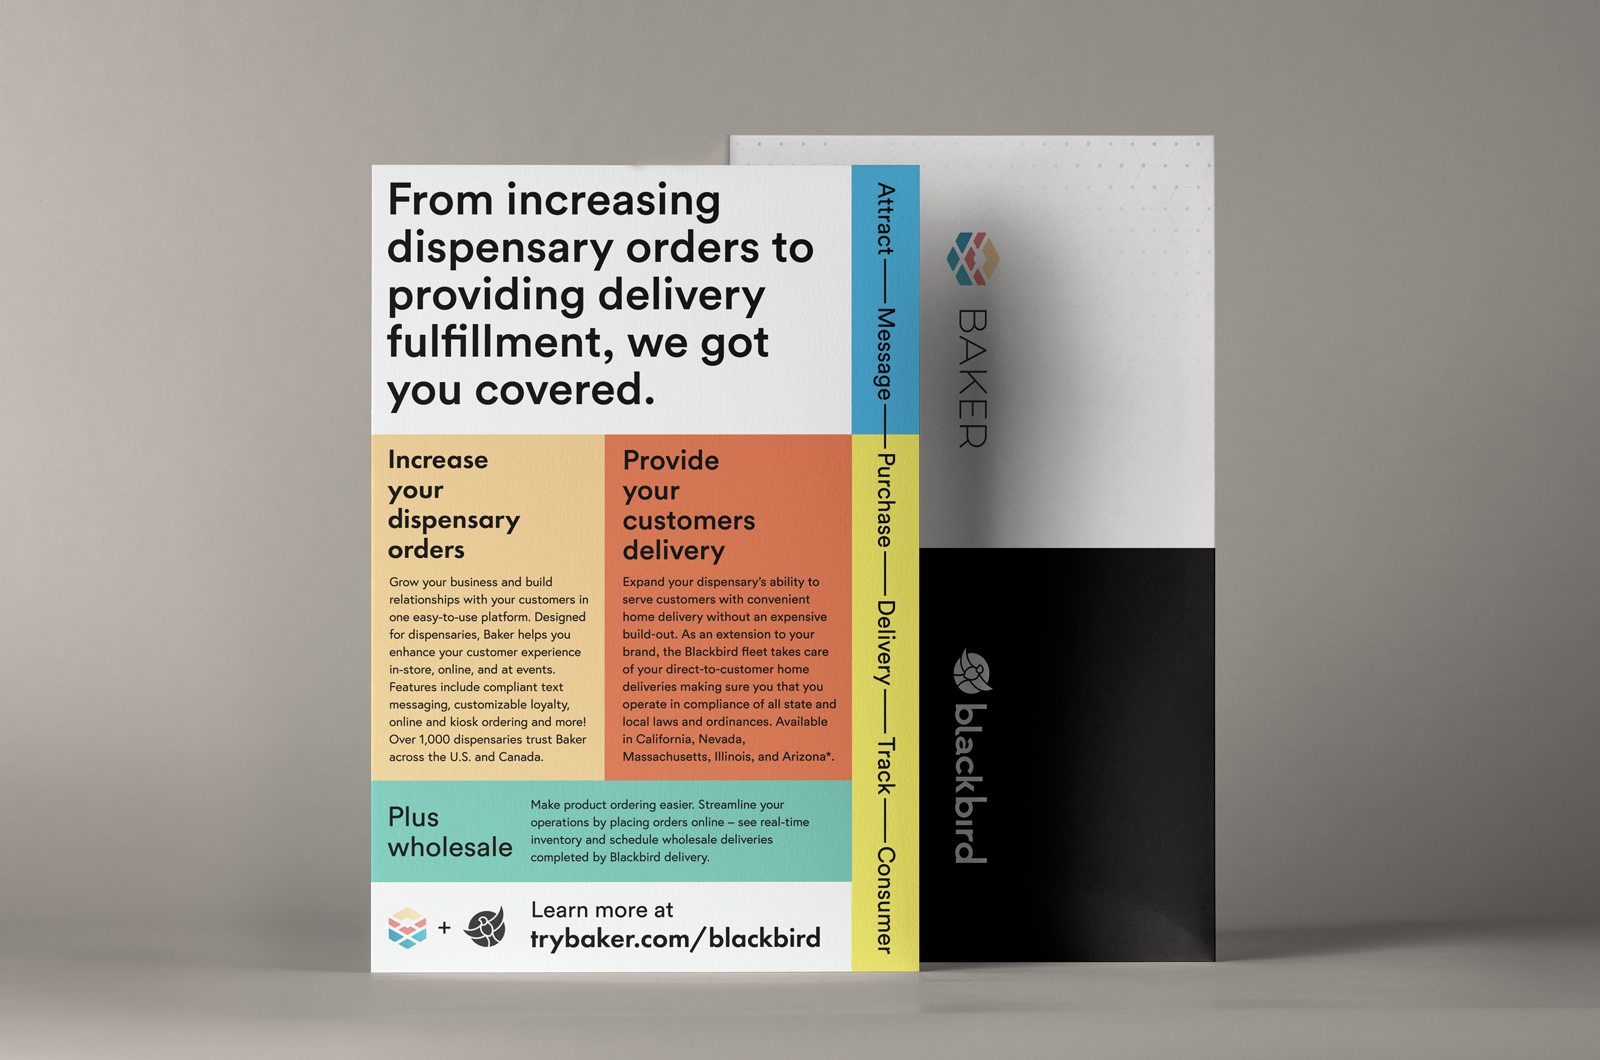 From increasing
dispensary orders to
providing delivery
fulfillment, we got
you covered.
Increase
your
dispensary
orders
Grow your business and build
relationships with your customers in
one easy-to-use platform. Designed
for dispensaries, Baker helps you
enhance your customer experience
in-store, online, and at events.
Features include compliant text
messaging, customizable loyalty,
online and kiosk ordering and more!
Over 1,000 dispensaries trust Baker
across the U.S. and Canada.
Provide
your
customers
delivery
Expand your dispensary’s ability to
serve customers with convenient
home delivery without an expensive
build-out. As an extension to your
brand, the Blackbird fleet takes care
of your direct-to-customer home
deliveries making sure you that you
operate in compliance of all state and
local laws and ordinances. Available
in California, Nevada,
Massachusetts, Illinois, and Arizona*.
Plus
wholesale
Make product ordering easier. Streamline your
operations by placing orders online – see real-time
inventory and schedule wholesale deliveries
completed by Blackbird delivery.
+
Learn more at
trybaker.com/blackbird
Attract — Message — Purchase — Delivery — Track — Consumer
BAKER
blackbird